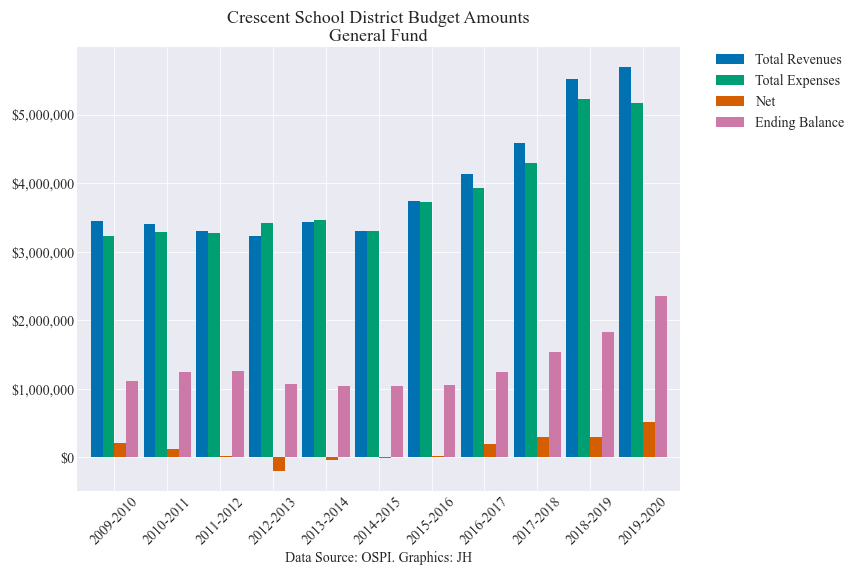 Crescent School District Budget Amounts
General Fund
Total Revenues
Total Expenses
Net
Ending Balance
$5,000,000
$4,000,000
$3,000,000
$2,000,000
$1,000,000
$0
2009-2010
2010-2011
2011-2012
2012-2013
2013-2014
2014-2015
2015-2016
2016-2017
2017-2018
2018-2019
2019-2020
Data Source: OSPI. Graphics: JH